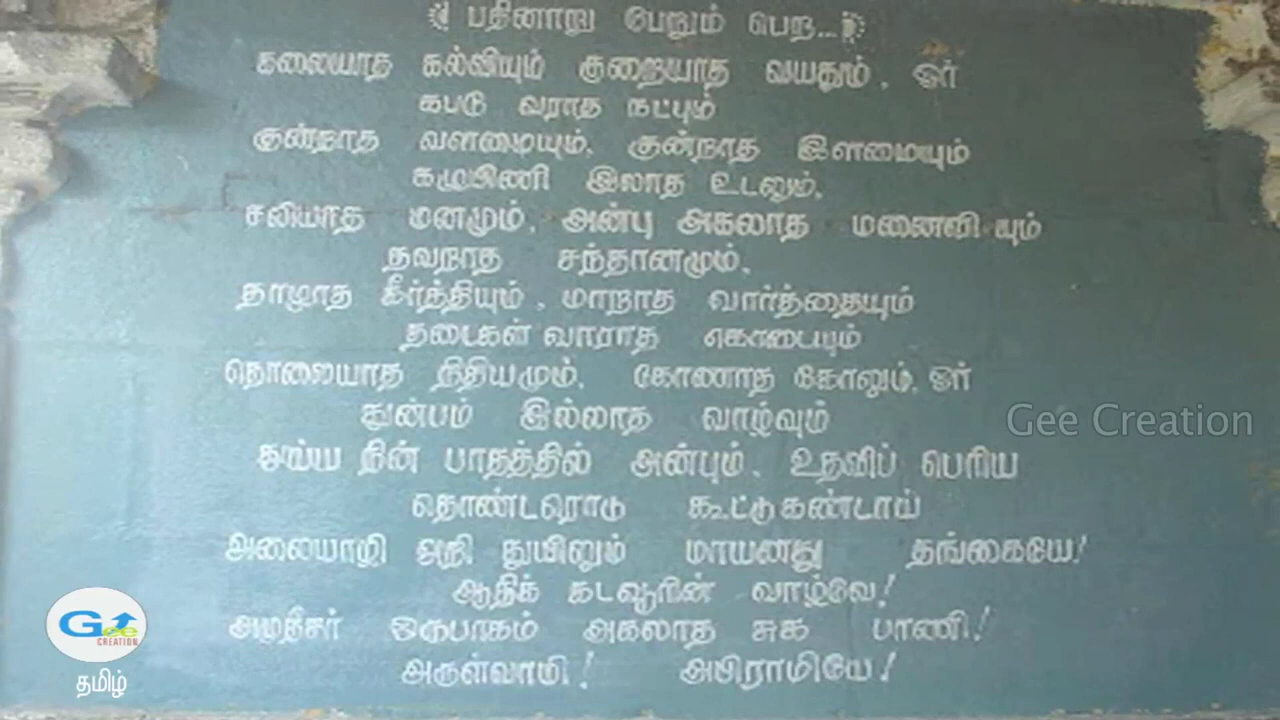 பதினாறு பேறும் பெற...
கலையாத கல்வியும் குறையாத வயதும், ஓர்
கபடு வராத நட்பும்
குன்றாத வளமையும், குன்றாத இளமையும்
கழுபிணி இலாத உடலும்,
சலியாத மனமும், அன்பு அகலாத மனைவியும்
தவறாத சந்தானமும்,
தாழாத கீர்த்தியும், மாறாத வார்த்தையும்
தடைகள் வாராத கொடையும்
தொலையாத நிதியமும், கோணாத கோலும், ஓர்
துன்பம் இல்லாத வாழ்வும்
துய்ய நின் பாதத்தில் அன்பும், உதவிப் பெரிய
தொண்டரொடு கூட்டுகண்டாய்
அலையாழி அறி துயிலும் மாயனது தங்கையே!
ஆதிக் கடவூரின் வாழ்வே!
அமுதீசர் ஒருபாகம் அகலாத சுக பாணி!
அருள்வாமி! அபிராமியே!
Gee Creation
Gee
CREATION
தமிழ்